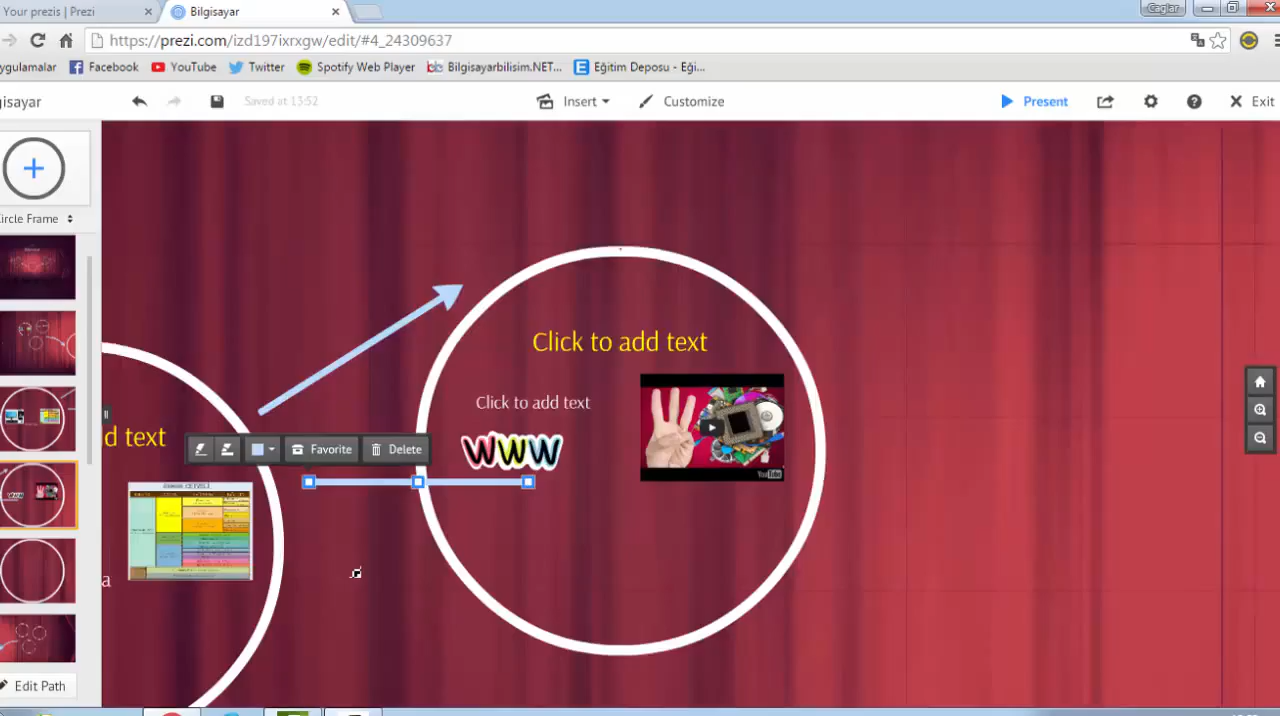 Your prezis | Prezi
Bilgisayar
Caglar
https://prezi.com/izd197ixrxgw/edit/#4_24309637
ygulamalar
Facebook
YouTube
Twitter
Spotify Web Player
Bilgisayarbilisim.NET...
Eğitim Deposu - Eği...
gisayar
Saved at 13:52
Insert
Customize
Present
Exit
ircle Frame
Click to add text
Click to add text
WWW
YouTube
d text
Favorite
Delete
a
Edit Path